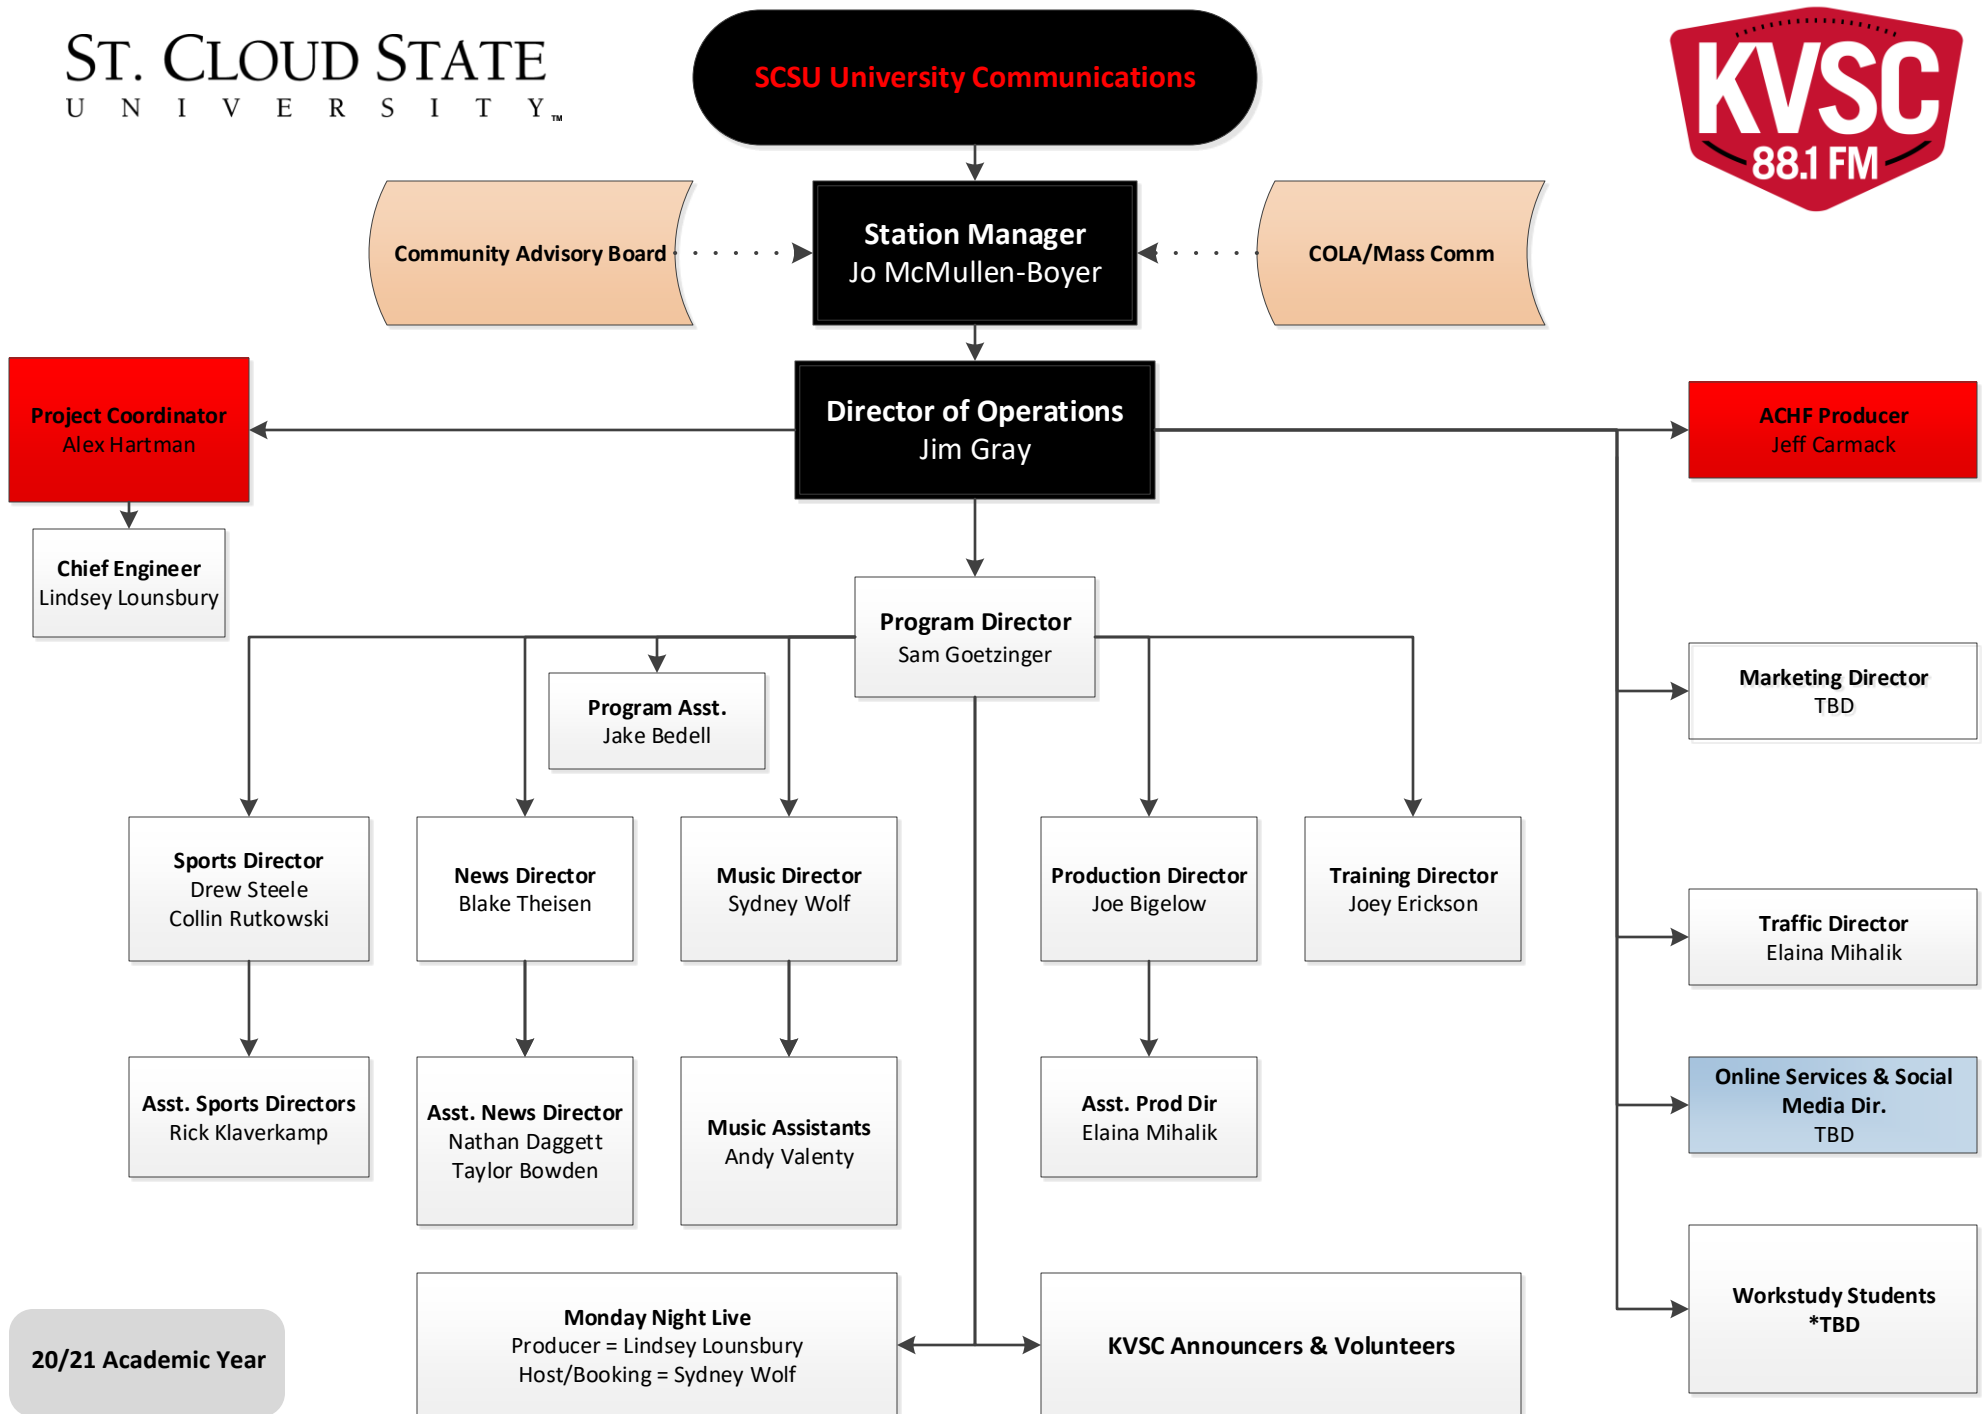 ST. CLOUD STATE
UNIVERSITY™
SCSU University Communications
KVSC
88.1 FM
Community Advisory Board
Station Manager
Jo McMullen-Boyer
COLA/Mass Comm
Project Coordinator
Alex Hartman
Director of Operations
Jim Gray
ACHF Producer
Jeff Carmack
Chief Engineer
Lindsey Lounsbury
Program Director
Sam Goetzinger
Program Asst.
Jake Bedell
Marketing Director
TBD
Sports Director
Drew Steele
Collin Rutkowski
News Director
Blake Theisen
Music Director
Sydney Wolf
Production Director
Joe Bigelow
Training Director
Joey Erickson
Traffic Director
Elaina Mihalik
Asst. Sports Directors
Rick Klaverkamp
Asst. News Director
Nathan Daggett
Taylor Bowden
Music Assistants
Andy Valenty
Asst. Prod Dir
Elaina Mihalik
Online Services & Social
Media Dir.
TBD
Monday Night Live
Producer = Lindsey Lounsbury
Host/Booking = Sydney Wolf
KVSC Announcers & Volunteers
Workstudy Students
*TBD
20/21 Academic Year